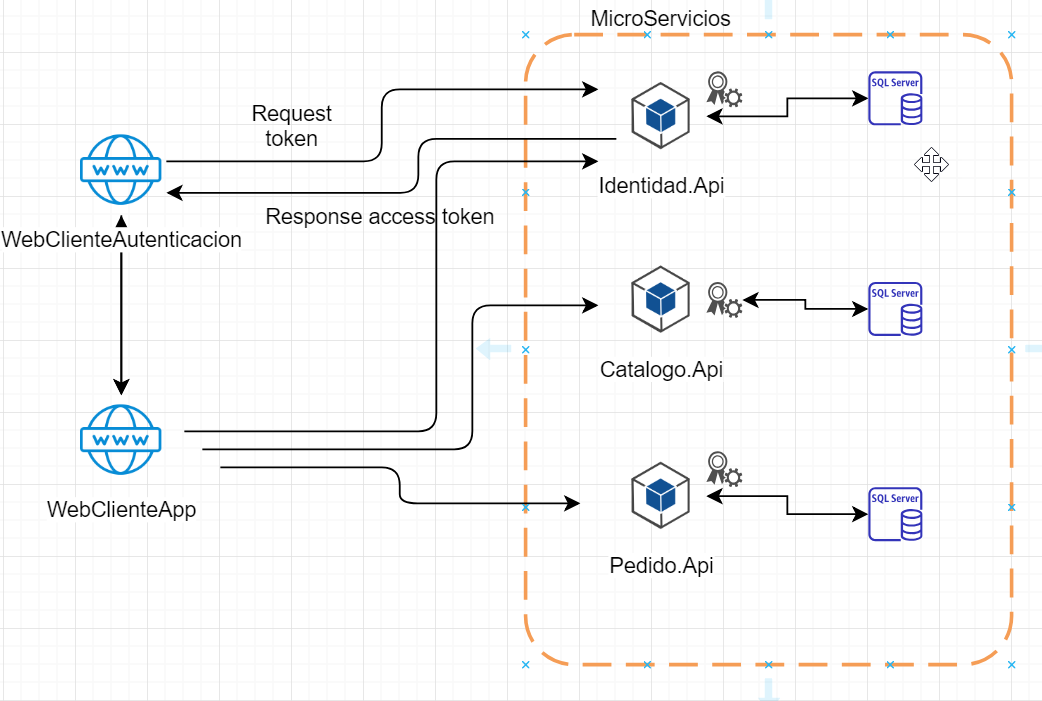 MicroServicios
SQL Server
Request
token
WWW
Identidad.Api
Response access token
WebClienteAutenticacion
SQL Server
Catalogo.Api
WWW
Pedido.Api
SQL Server
WebClienteApp